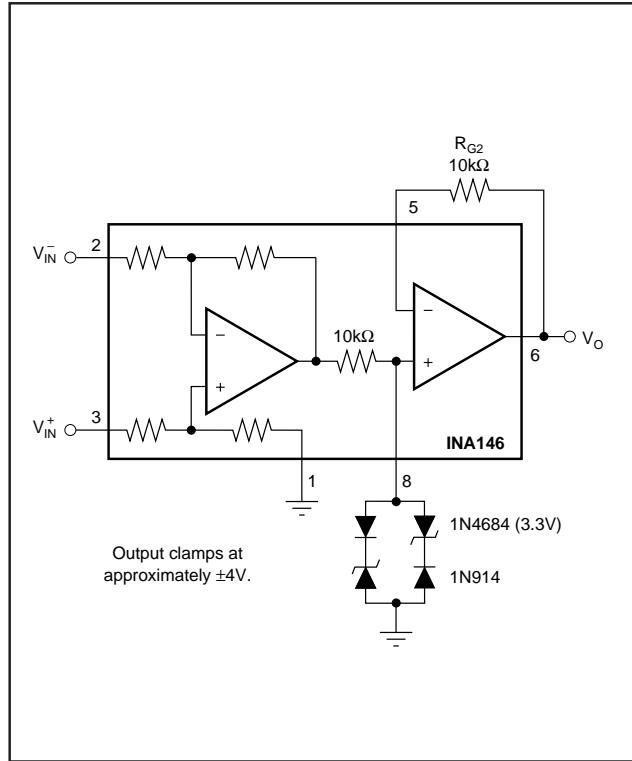 R_G2
10kΩ
5
2
V_IN^−
10kΩ
−
+
−
+
6
V_O
3
V_IN^+
INA146
1
8
1N4684 (3.3V)
1N914
Output clamps at
approximately ±4V.